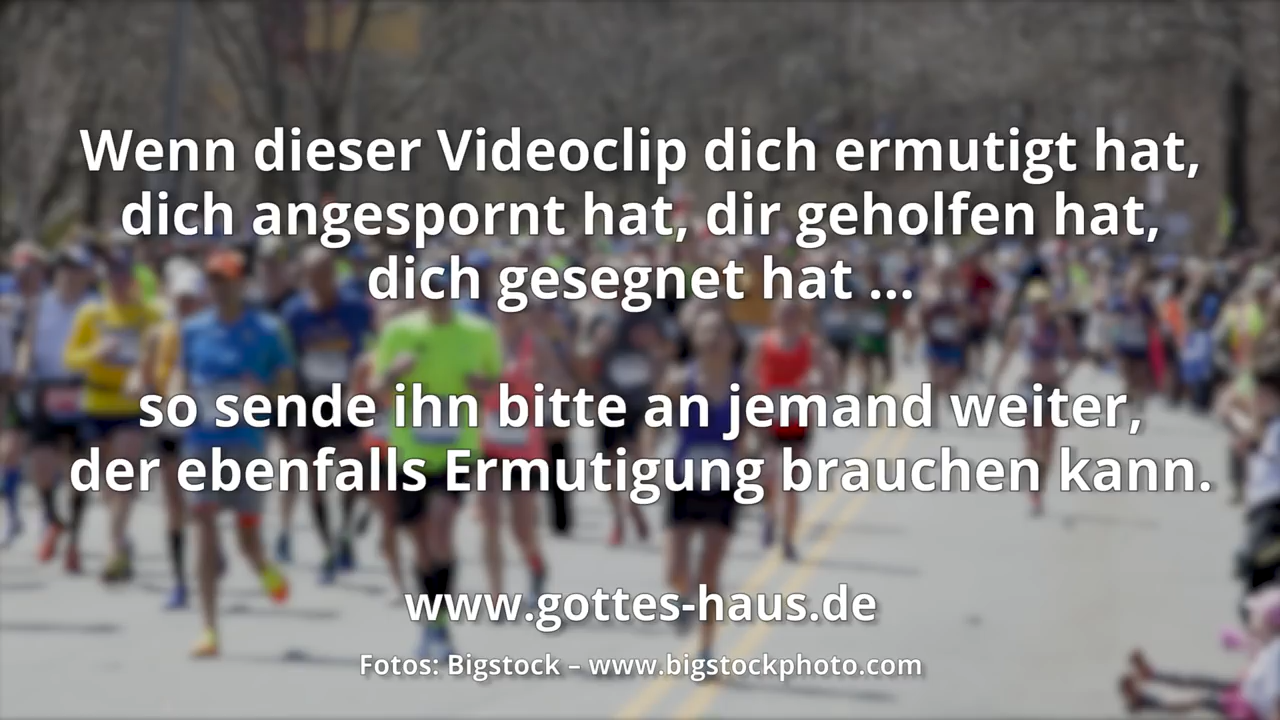 Wenn dieser Videoclip dich ermutigt hat,
dich angespornt hat, dir geholfen hat,
dich gesegnet hat ...
so sende ihn bitte an jemand weiter,
der ebenfalls Ermutigung brauchen kann.
www.gottes-haus.de
Fotos: Bigstock – www.bigstockphoto.com